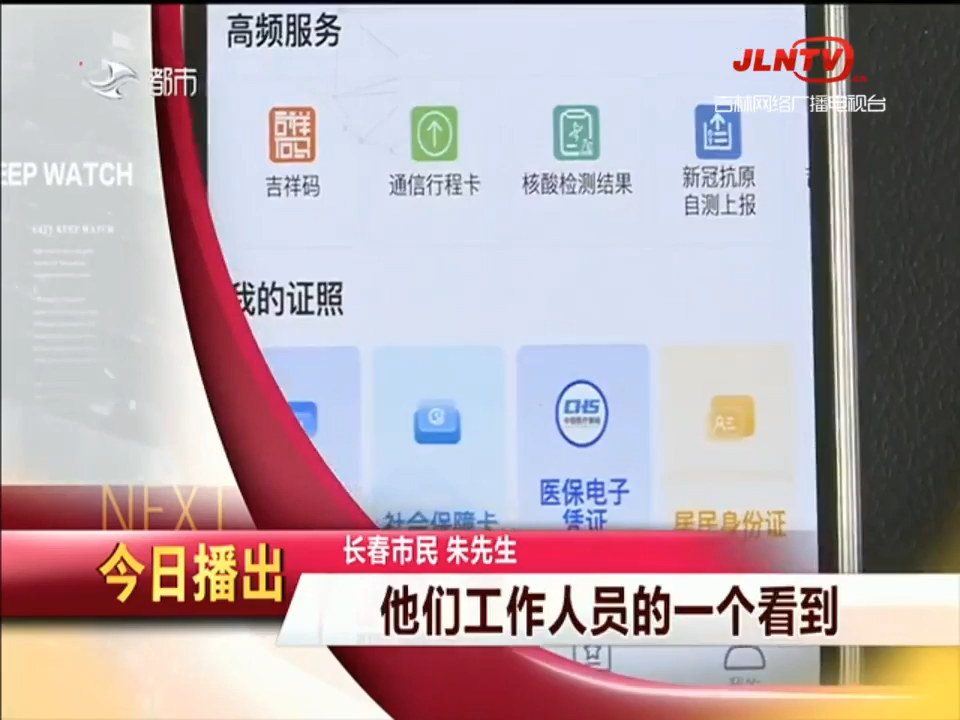 高频服务
JLNTV
吉林网络广播电视台
都市
吉祥码
通信行程卡
核酸检测结果
新冠抗原
自测上报
EEP WATCH
KEEP WATCH
我的证照
CHS
社会保障卡
医保电子
凭证
居民身份证
NEXT
今日播出
长春市民 朱先生
他们工作人员的一个看到